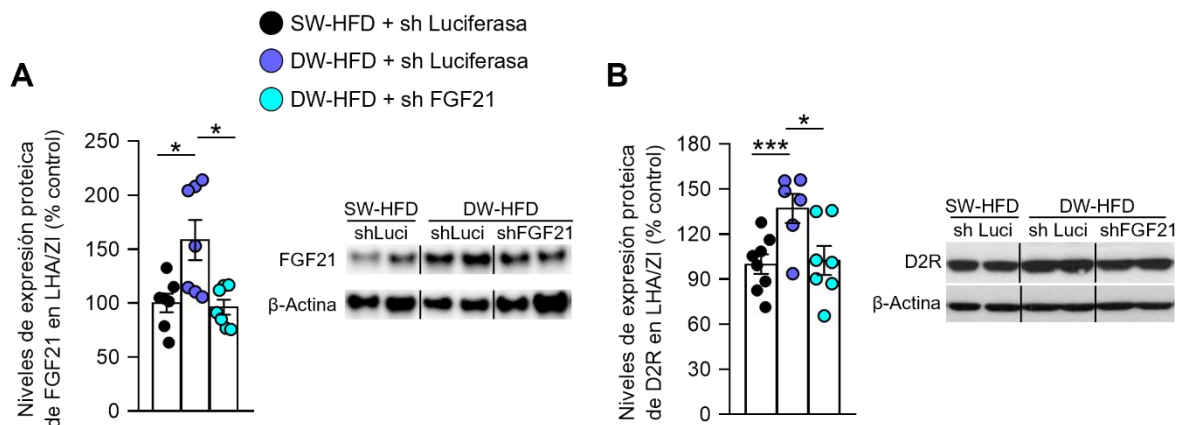 SW-HFD + sh Luciferasa
DW-HFD + sh Luciferasa
DW-HFD + sh FGF21
A
Niveles de expresión proteica
de FGF21 en LHA/ZI (% control)
250
200
150
100
50
0
*
*
SW-HFD DW-HFD
shLuci shLuci shFGF21
FGF21
β-Actina
B
Niveles de expresión proteica
de D2R en LHA/ZI (% control)
180
150
120
90
60
30
0
***
*
SW-HFD DW-HFD
sh Luci sh Luci shFGF21
D2R
β-Actina